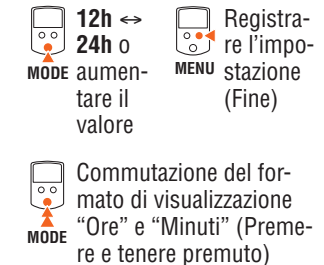 12h ↔
24h o
aumen-
tare il
valore
MODE
Registra-
re l'impo-
stazione
(Fine)
MENU
Commutazione del for-
mato di visualizzazione
“Ore” e “Minuti” (Preme-
re e tenere premuto)
MODE